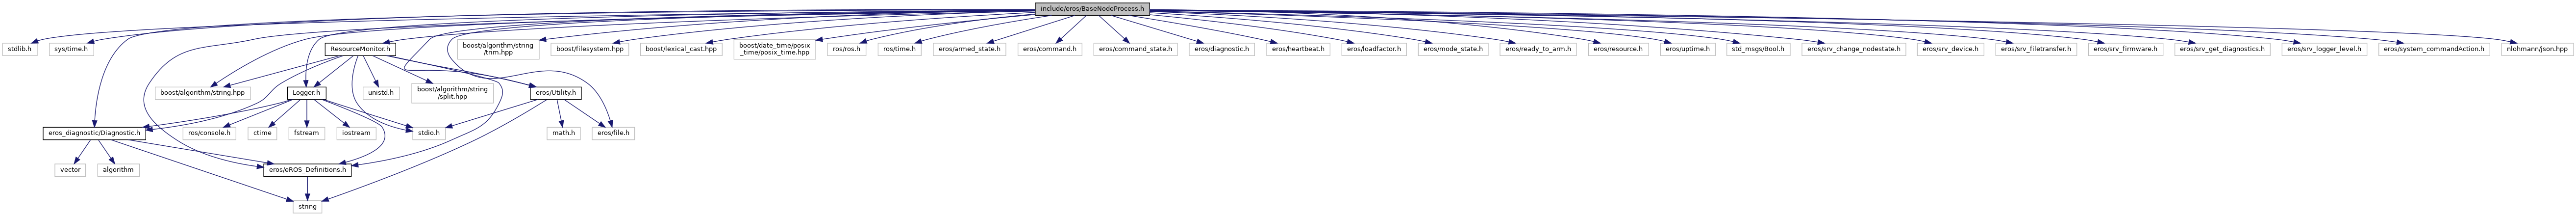 include/eros/BaseNodeProcess.h
stdlib.h
sys/time.h
ResourceMonitor.h
boost/algorithm/string
/trim.hpp
boost/filesystem.hpp
boost/lexical_cast.hpp
boost/date_time/posix
_time/posix_time.hpp
ros/ros.h
ros/time.h
eros/armed_state.h
eros/command.h
eros/command_state.h
eros/diagnostic.h
eros/heartbeat.h
eros/loadfactor.h
eros/mode_state.h
eros/ready_to_arm.h
eros/resource.h
eros/uptime.h
std_msgs/Bool.h
eros/srv_change_nodestate.h
eros/srv_device.h
eros/srv_filetransfer.h
eros/srv_firmware.h
eros/srv_get_diagnostics.h
eros/srv_logger_level.h
eros/system_commandAction.h
nlohmann/json.hpp
boost/algorithm/string.hpp
Logger.h
unistd.h
boost/algorithm/string
/split.hpp
eros/Utility.h
eros_diagnostic/Diagnostic.h
ros/console.h
ctime
fstream
iostream
stdio.h
math.h
eros/file.h
vector
algorithm
eros/eROS_Definitions.h
string